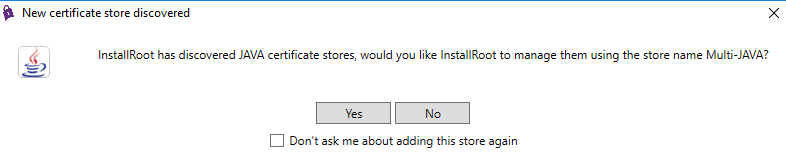 New certificate store discovered
InstallRoot has discovered JAVA certificate stores, would you like InstallRoot to manage them using the store name Multi-JAVA?
Yes
No
Don't ask me about adding this store again